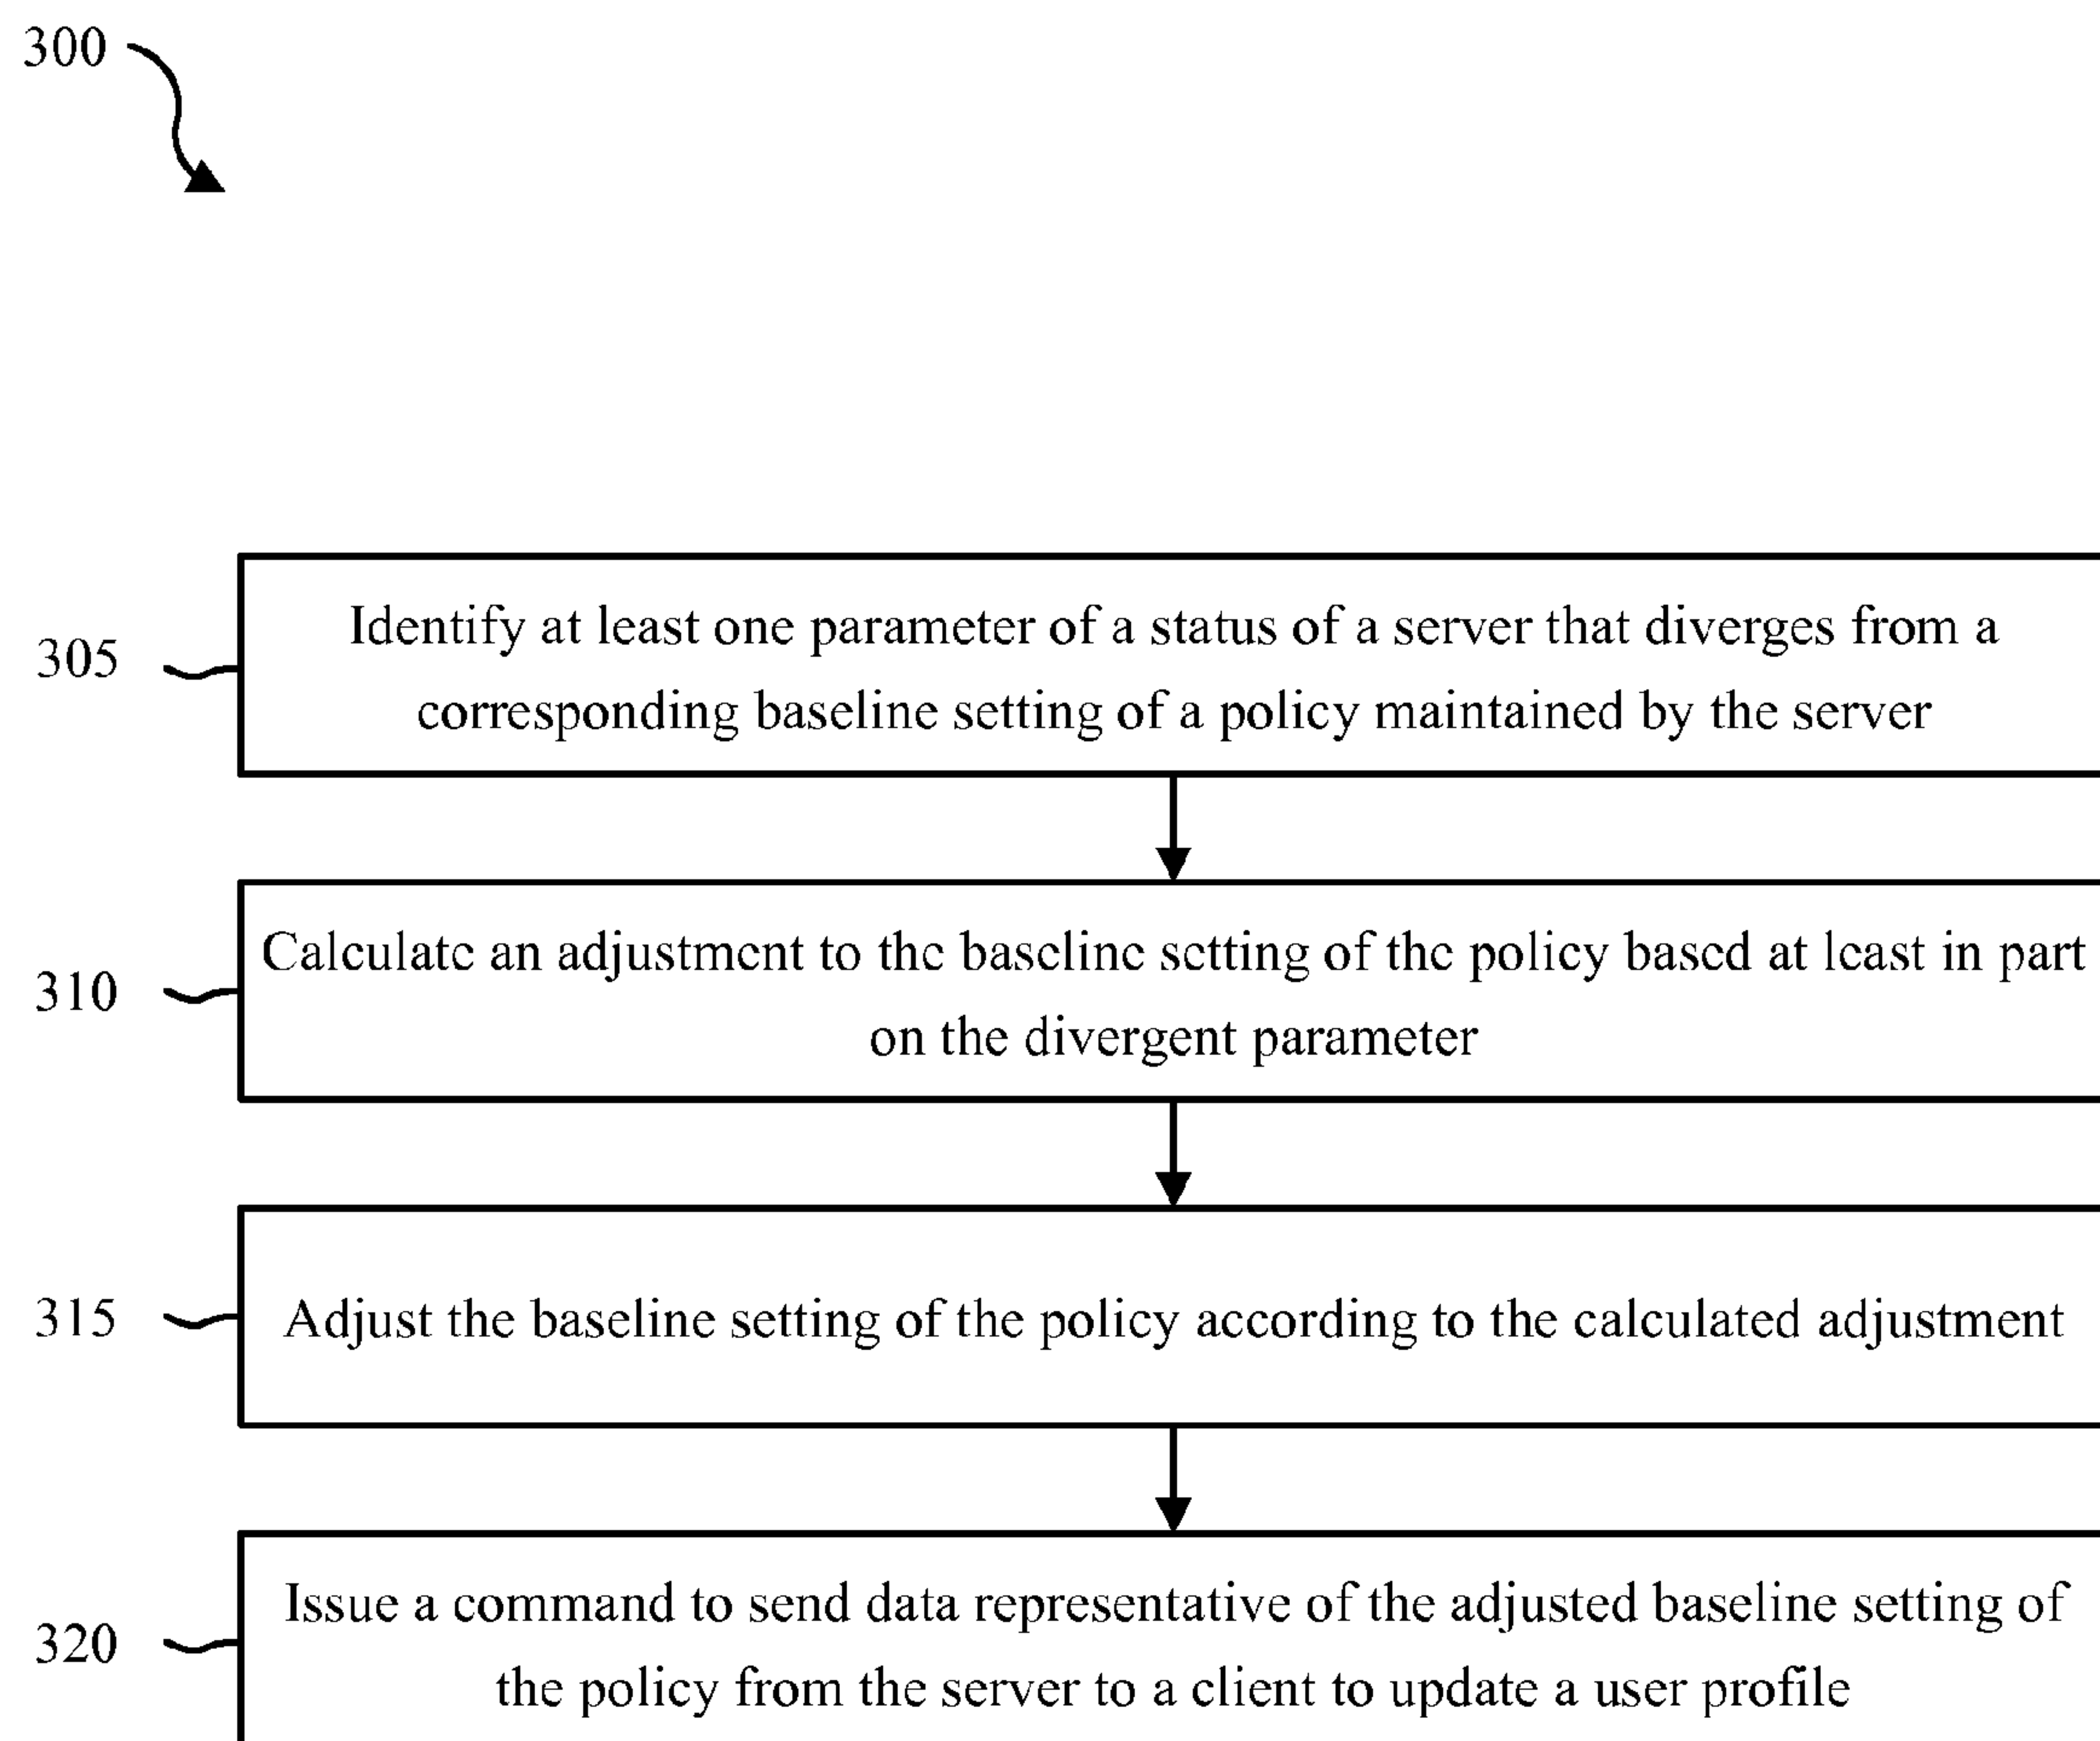 300
305
Identify at least one parameter of a status of a server that diverges from a
corresponding baseline setting of a policy maintained by the server
310
Calculate an adjustment to the baseline setting of the policy based at least in part
on the divergent parameter
315
Adjust the baseline setting of the policy according to the calculated adjustment
320
Issue a command to send data representative of the adjusted baseline setting of
the policy from the server to a client to update a user profile